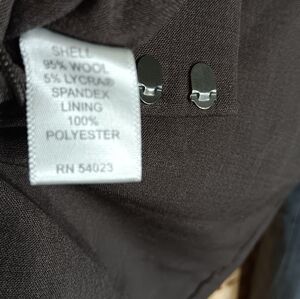 SHELL
95% WOOL
5% LYCRA®
SPANDEX
LINING
100%
POLYESTER
RN 54023